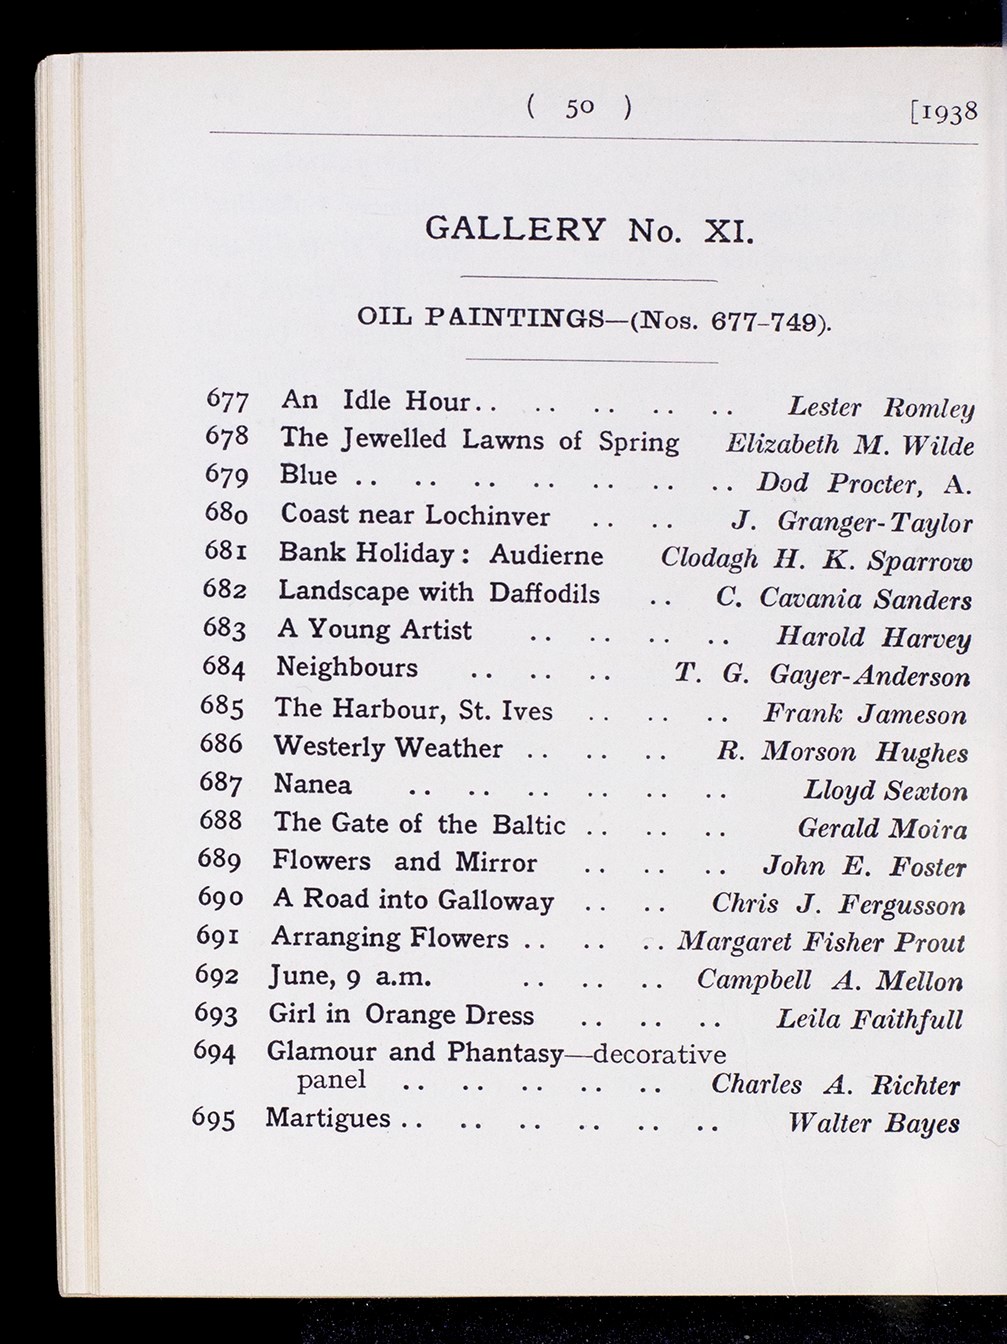 ( 50 ) [1938
GALLERY No. XI.
OIL PAINTINGS—(Nos. 677–749).
677 An Idle Hour.. .. .. .. .. Lester Romley
678 The Jewelled Lawns of Spring Elizabeth M. Wilde
679 Blue .. .. .. .. .. .. .. Dod Procter, A.
680 Coast near Lochinver .. .. J. Granger-Taylor
681 Bank Holiday: Audierne Clodagh H. K. Sparrow
682 Landscape with Daffodils .. C. Cavania Sanders
683 A Young Artist .. .. .. .. Harold Harvey
684 Neighbours .. .. .. T. G. Gayer-Anderson
685 The Harbour, St. Ives .. .. .. Frank Jameson
686 Westerly Weather .. .. .. R. Morson Hughes
687 Nanea .. .. .. .. .. .. Lloyd Sexton
688 The Gate of the Baltic .. .. .. Gerald Moira
689 Flowers and Mirror .. .. .. John E. Foster
690 A Road into Galloway .. .. Chris J. Fergusson
691 Arranging Flowers .. .. .. Margaret Fisher Prout
692 June, 9 a.m. .. .. .. Campbell A. Mellon
693 Girl in Orange Dress .. .. .. Leila Faithfull
694 Glamour and Phantasy—decorative
panel .. .. .. .. .. Charles A. Richter
695 Martigues .. .. .. .. .. .. Walter Bayes